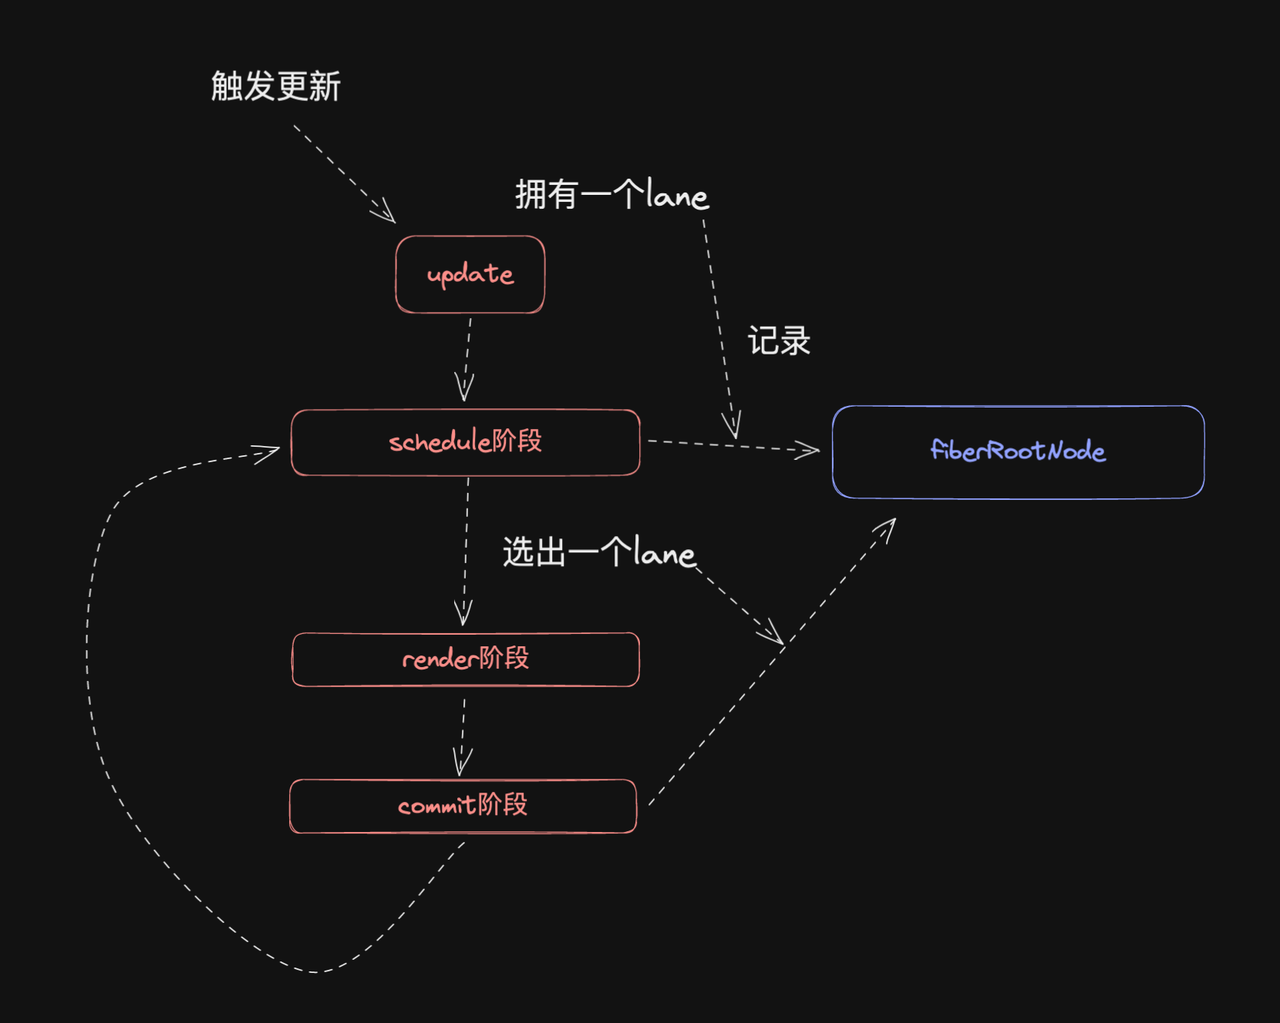 触发更新
拥有一个lane
update
记录
schedule阶段
fiberRootNode
选出一个lane
render阶段
commit阶段